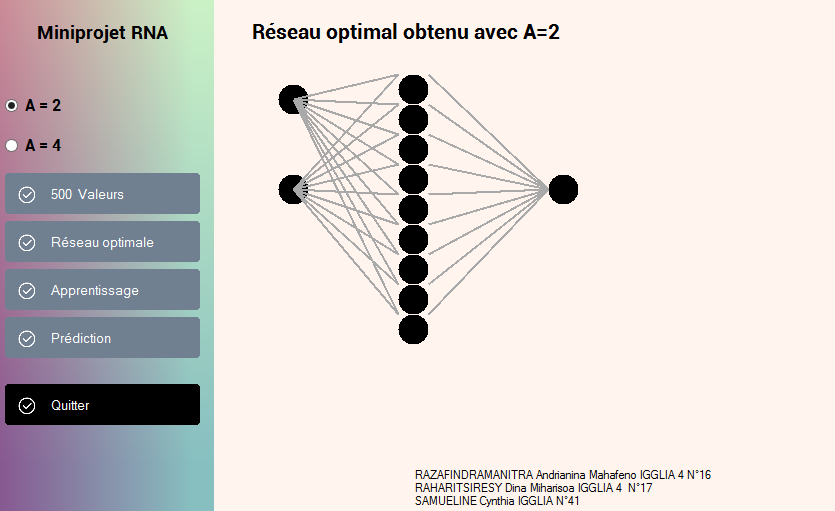 Miniprojet RNA
Réseau optimal obtenu avec A=2
A = 2
A = 4
500 Valeurs
Réseau optimale
Apprentissage
Prédiction
Quitter
RAZAFINDRAMANITRA Andrianina Mahafeno IGGLIA 4 N°16
RAHARITSIRESY Dina Miharisoa IGGLIA 4  N°17
SAMUELINE Cynthia IGGLIA N°41